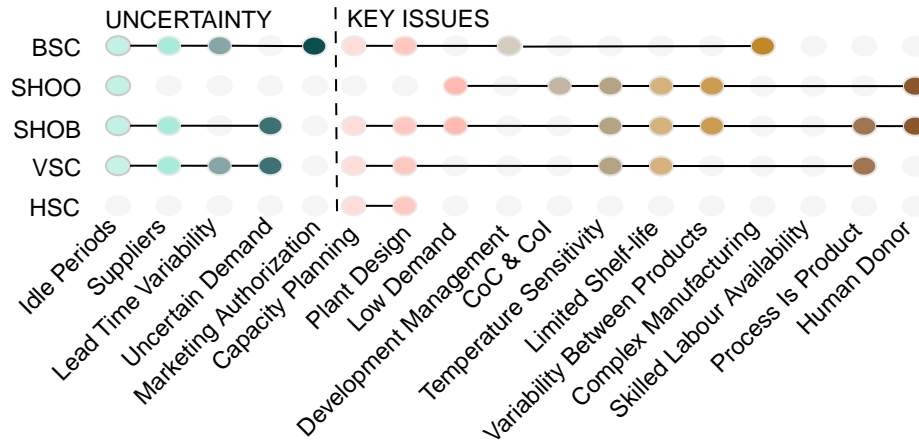 UNCERTAINTY
KEY ISSUES
BSC
SHOO
SHOB
VSC
HSC
Idle Periods
Suppliers
Lead Time Variability
Uncertain Demand
Marketing Authorization
Capacity Planning
Plant Design
Low Demand
Development Management
CoC & CoI
Temperature Sensitivity
Limited Shelf-life
Variability Between Products
Complex Manufacturing
Skilled Labour Availability
Process Is Product
Human Donor